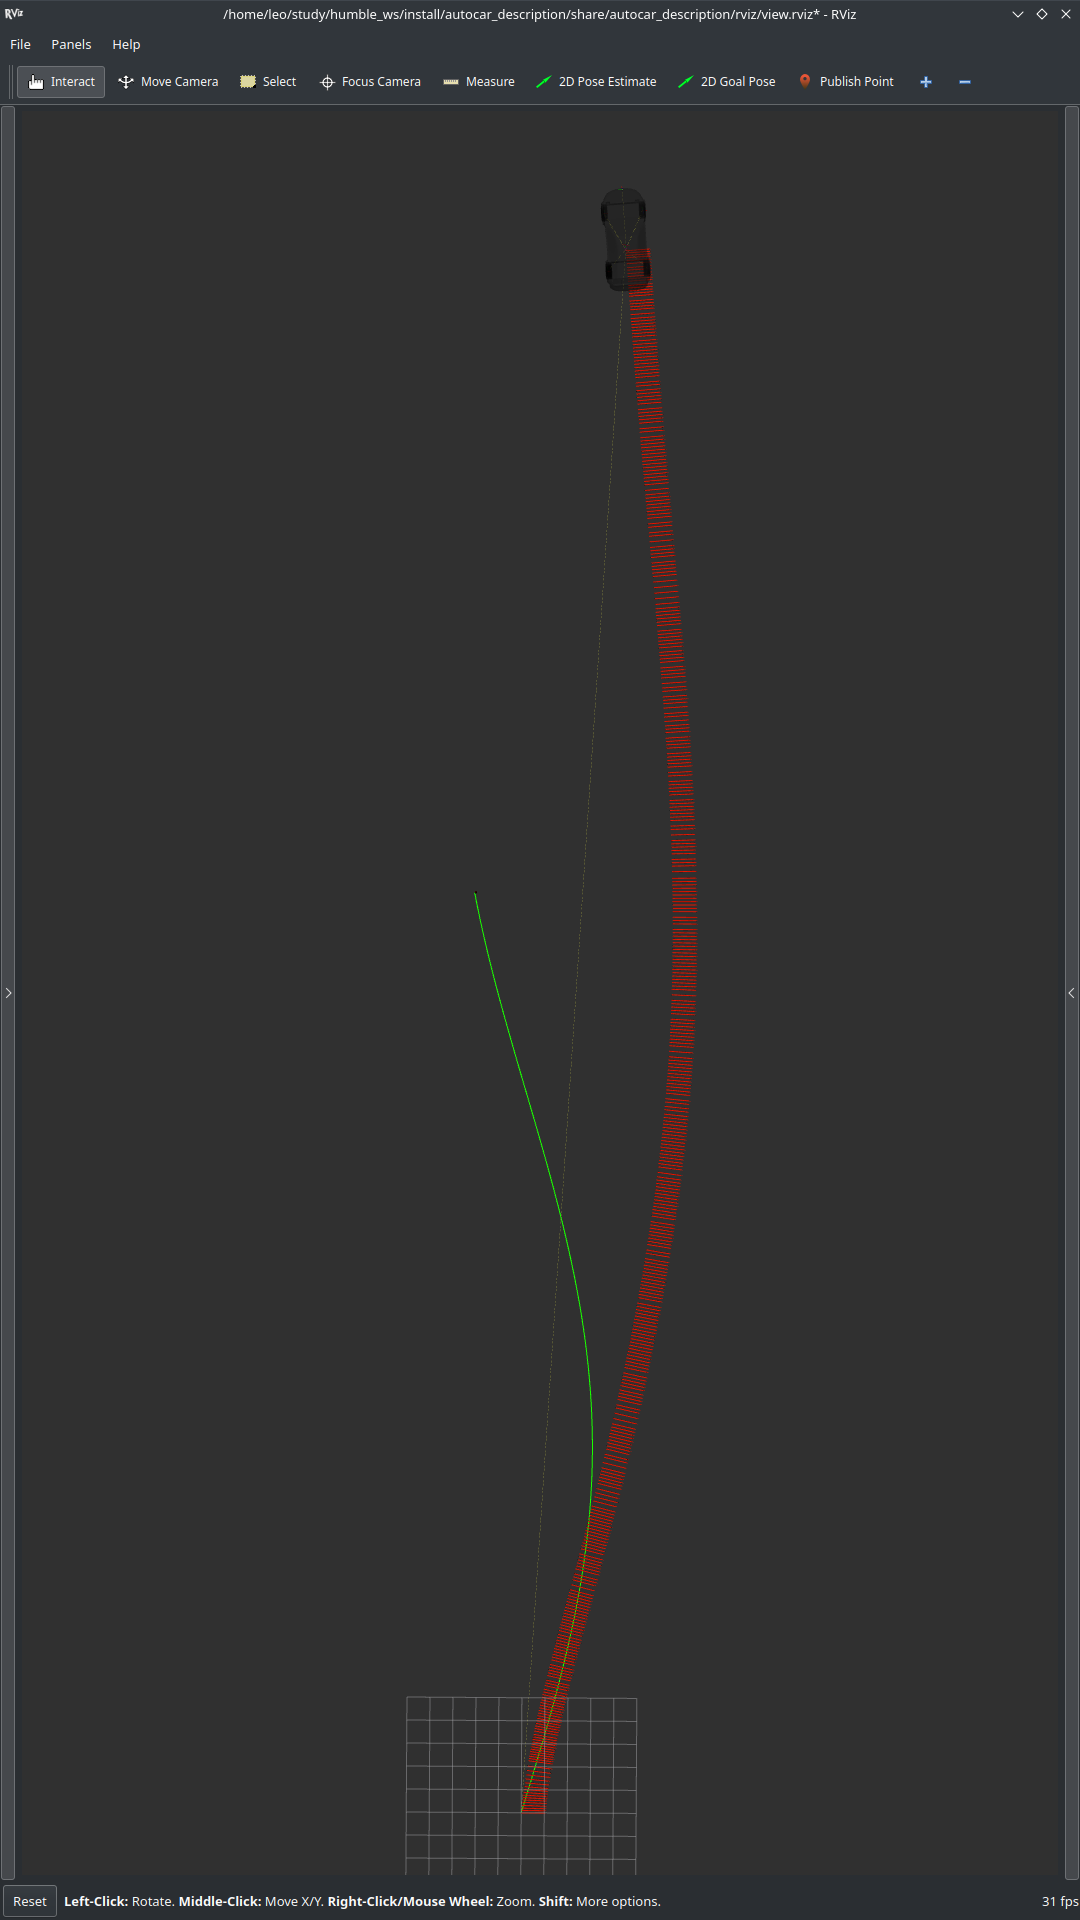 RViz
/home/leo/study/humble_ws/install/autocar_description/share/autocar_description/rviz/view.rviz* - RViz
File Panels Help
Interact Move Camera Select Focus Camera Measure 2D Pose Estimate 2D Goal Pose Publish Point
Reset Left-Click: Rotate. Middle-Click: Move X/Y. Right-Click/Mouse Wheel: Zoom. Shift: More options. 31 fps